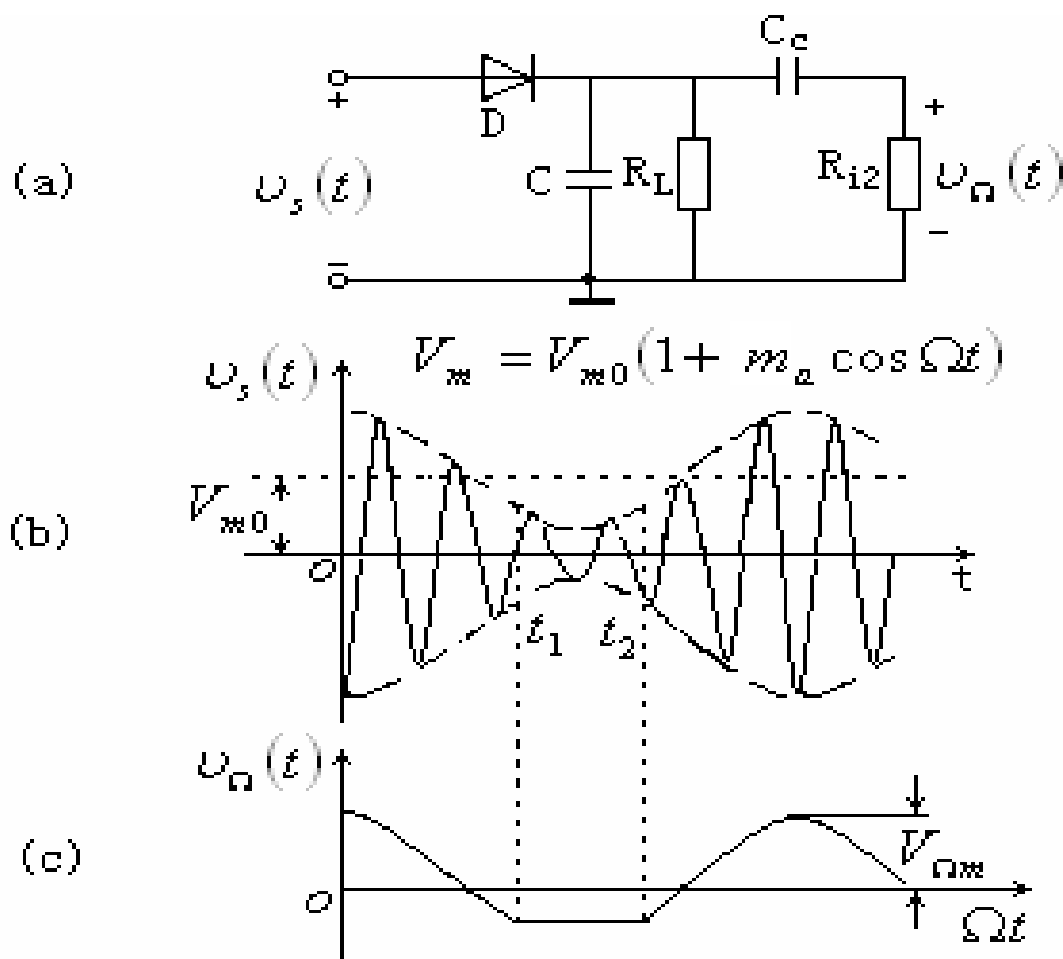 (a)
υ_s(t)
+
−
D
C
R_L
C_c
R_i2
+
υ_Ω(t)
−
(b)
υ_s(t)
V_m = V_m0(1 + m_a cos Ωt)
V_m0
O
t
t_1
t_2
(c)
υ_Ω(t)
O
V_Ωm
Ωt